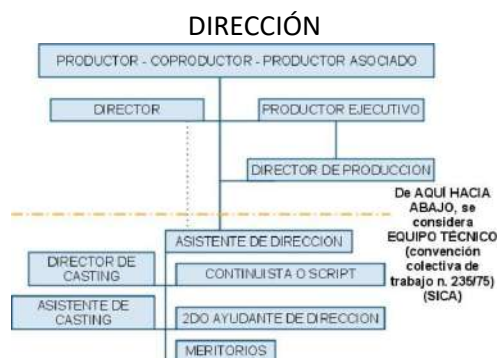 DIRECCIÓN
PRODUCTOR - COPRODUCTOR - PRODUCTOR ASOCIADO
DIRECTOR
PRODUCTOR EJECUTIVO
DIRECTOR DE PRODUCCION
De AQUÍ HACIA
ABAJO, se
considera
EQUIPO TÉCNICO
(convención
colectiva de
trabajo n. 235/75)
(SICA)
ASISTENTE DE DIRECCION
DIRECTOR DE
CASTING
CONTINUISTA O SCRIPT
ASISTENTE DE
CASTING
2DO AYUDANTE DE DIRECCION
MERITORIOS